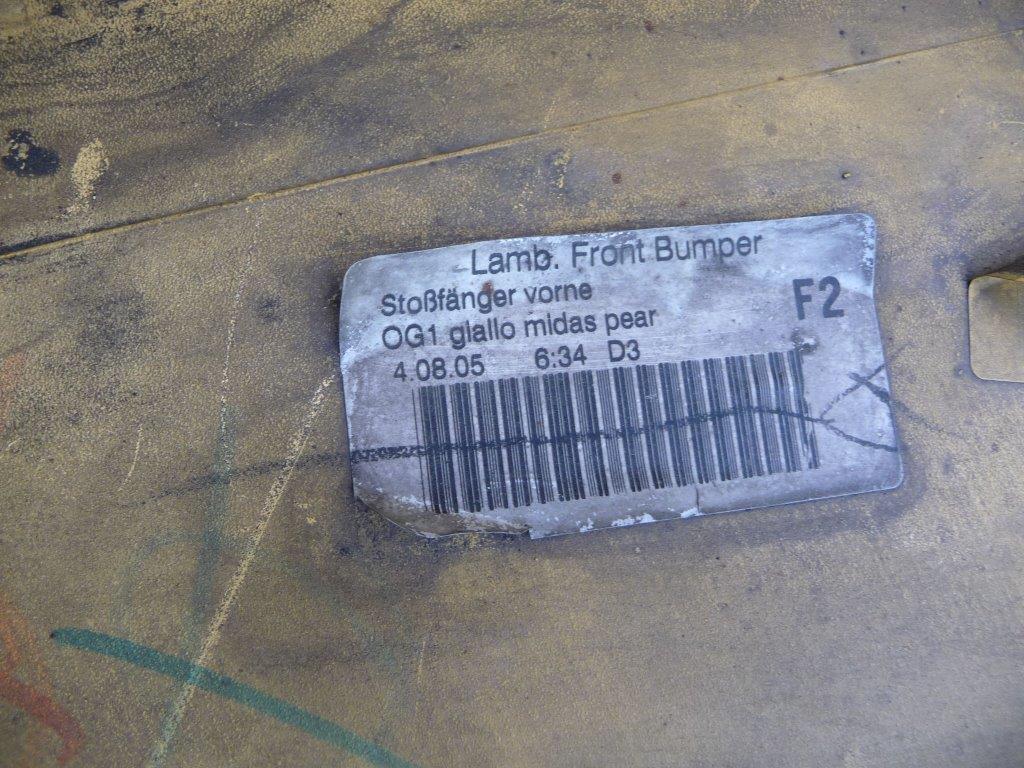 Lamb. Front Bumper
Stoßfänger vorne
F2
OG1 giallo midas pear
4.08.05 6:34 D3